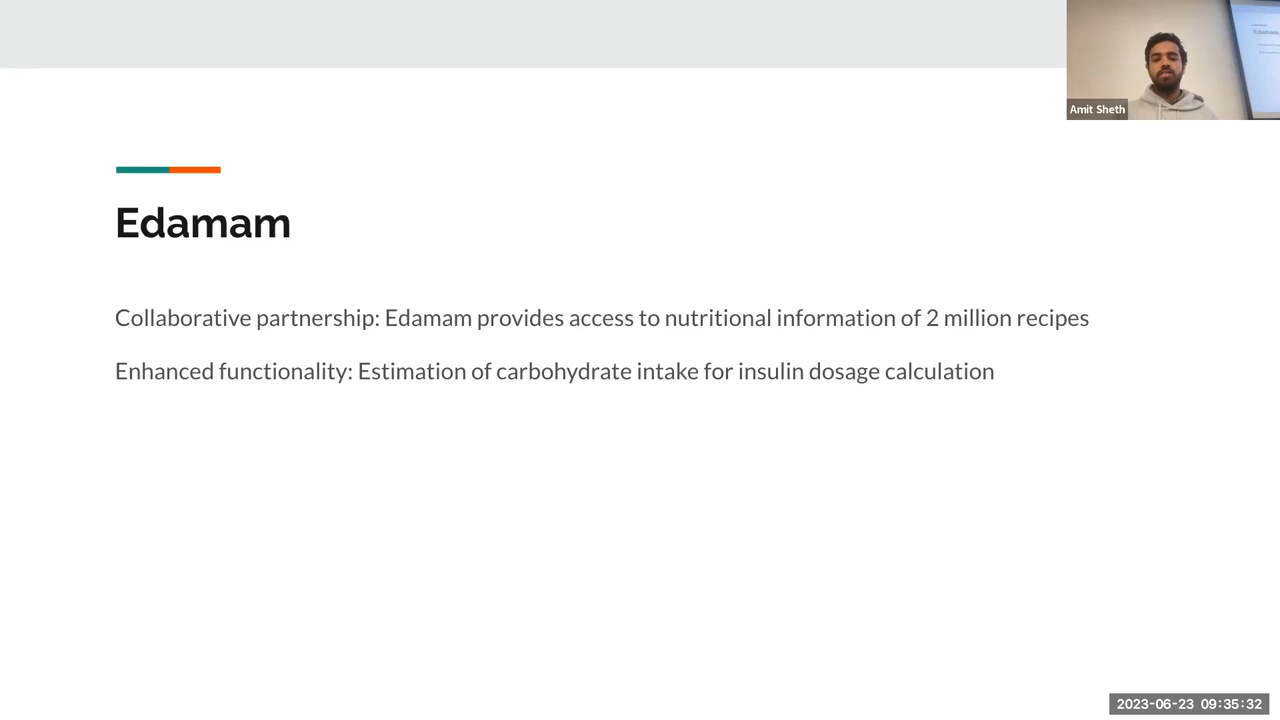 Amit Sheth
Edamam
Collaborative partnership: Edamam provides access to nutritional information of 2 million recipes
Enhanced functionality: Estimation of carbohydrate intake for insulin dosage calculation
2023-06-23 09:35:32